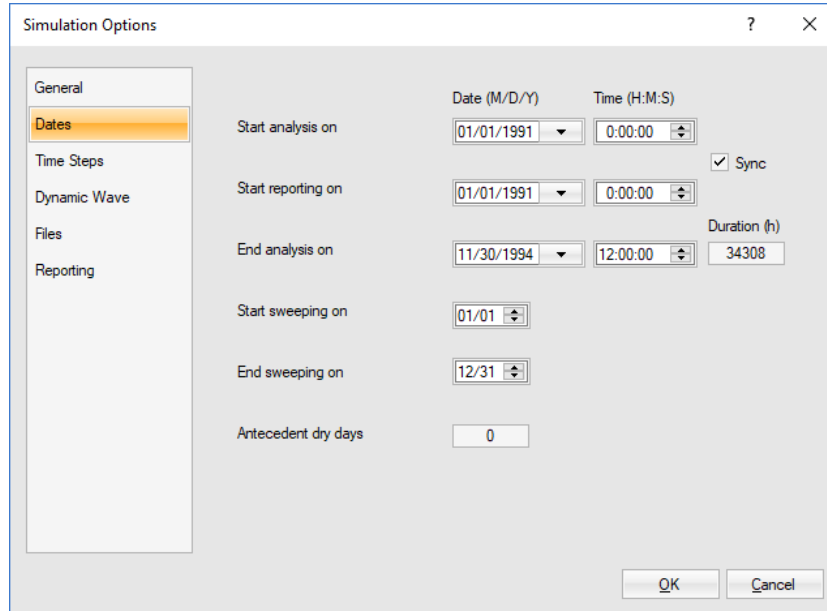 Simulation Options
?
General
Dates
Time Steps
Dynamic Wave
Files
Reporting
Date (M/D/Y) Time (H:M:S)
Start analysis on 01/01/1991 0:00:00
Sync
Start reporting on 01/01/1991 0:00:00
Duration (h)
End analysis on 11/30/1994 12:00:00 34308
Start sweeping on 01/01
End sweeping on 12/31
Antecedent dry days 0
OK Cancel